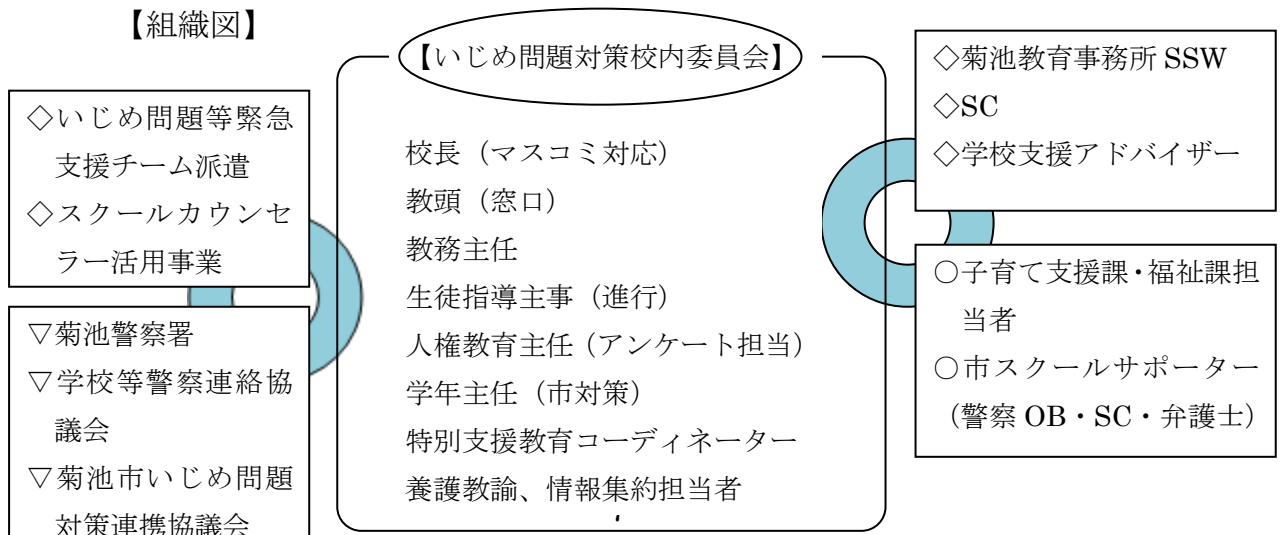 【組織図】
◇いじめ問題等緊急
支援チーム派遣
◇スクールカウンセ
ラー活用事業
▽菊池警察署
▽学校等警察連絡協
議会
▽菊池市いじめ問題
対策連携協議会
【いじめ問題対策校内委員会】
校長（マスコミ対応）
教頭（窓口）
教務主任
生徒指導主事（進行）
人権教育主任（アンケート担当）
学年主任（市対策）
特別支援教育コーディネーター
養護教諭、情報集約担当者
◇菊池教育事務所 SSW
◇SC
◇学校支援アドバイザー
○子育て支援課・福祉課担
当者
○市スクールサポーター
（警察 OB・SC・弁護士）